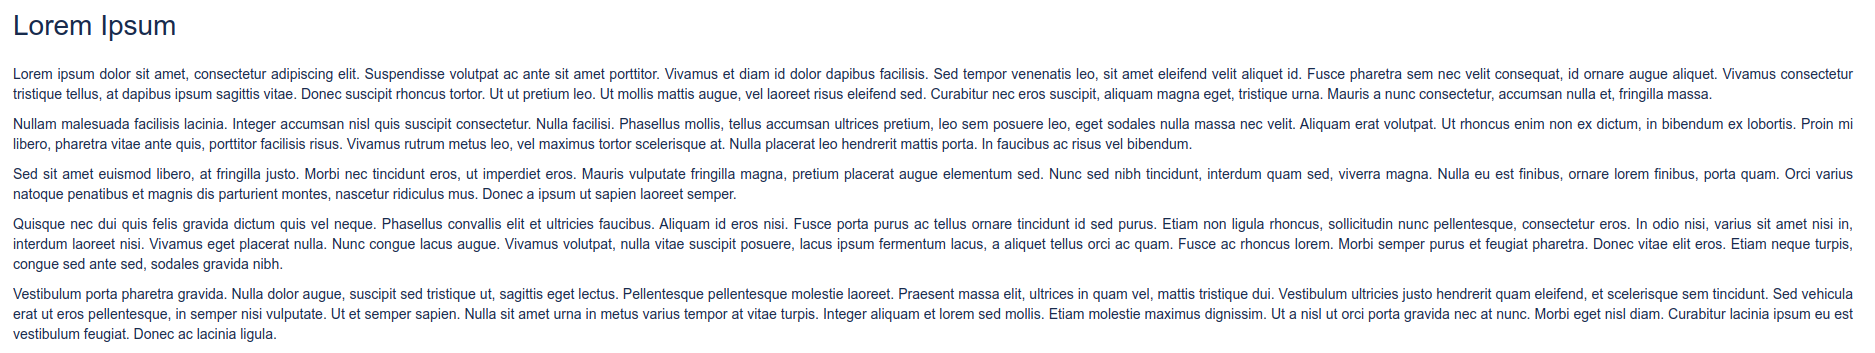 Lorem Ipsum
Lorem ipsum dolor sit amet, consectetur adipiscing elit. Suspendisse volutpat ac ante sit amet porttitor. Vivamus et diam id dolor dapibus facilisis. Sed tempor venenatis leo, sit amet eleifend velit aliquet id. Fusce pharetra sem nec velit consequat, id ornare augue aliquet. Vivamus consectetur
tristique tellus, at dapibus ipsum sagittis vitae. Donec suscipit rhoncus tortor. Ut ut pretium leo. Ut mollis mattis augue, vel laoreet risus eleifend sed. Curabitur nec eros suscipit, aliquam magna eget, tristique urna. Mauris a nunc consectetur, accumsan nulla et, fringilla massa.
Nullam malesuada facilisis lacinia. Integer accumsan nisl quis suscipit consectetur. Nulla facilisi. Phasellus mollis, tellus accumsan ultrices pretium, leo sem posuere leo, eget sodales nulla massa nec velit. Aliquam erat volutpat. Ut rhoncus enim non ex dictum, in bibendum ex lobortis. Proin mi
libero, pharetra vitae ante quis, porttitor facilisis risus. Vivamus rutrum metus leo, vel maximus tortor scelerisque at. Nulla placerat leo hendrerit mattis porta. In faucibus ac risus vel bibendum.
Sed sit amet euismod libero, at fringilla justo. Morbi nec tincidunt eros, ut imperdiet eros. Mauris vulputate fringilla magna, pretium placerat augue elementum sed. Nunc sed nibh tincidunt, interdum quam sed, viverra magna. Nulla eu est finibus, ornare lorem finibus, porta quam. Orci varius
natoque penatibus et magnis dis parturient montes, nascetur ridiculus mus. Donec a ipsum ut sapien laoreet semper.
Quisque nec dui quis felis gravida dictum quis vel neque. Phasellus convallis elit et ultricies faucibus. Aliquam id eros nisi. Fusce porta purus ac tellus ornare tincidunt id sed purus. Etiam non ligula rhoncus, sollicitudin nunc pellentesque, consectetur eros. In odio nisi, varius sit amet nisi in,
interdum laoreet nisi. Vivamus eget placerat nulla. Nunc congue lacus augue. Vivamus volutpat, nulla vitae suscipit posuere, lacus ipsum fermentum lacus, a aliquet tellus orci ac quam. Fusce ac rhoncus lorem. Morbi semper purus et feugiat pharetra. Donec vitae elit eros. Etiam neque turpis,
congue sed ante sed, sodales gravida nibh.
Vestibulum porta pharetra gravida. Nulla dolor augue, suscipit sed tristique ut, sagittis eget lectus. Pellentesque pellentesque molestie laoreet. Praesent massa elit, ultrices in quam vel, mattis tristique dui. Vestibulum ultricies justo hendrerit quam eleifend, et scelerisque sem tincidunt. Sed vehicula
erat ut eros pellentesque, in semper nisi vulputate. Ut et semper sapien. Nulla sit amet urna in metus varius tempor at vitae turpis. Integer aliquam et lorem sed mollis. Etiam molestie maximus dignissim. Ut a nisl ut orci porta gravida nec at nunc. Morbi eget nisl diam. Curabitur lacinia ipsum eu est
vestibulum feugiat. Donec ac lacinia ligula.